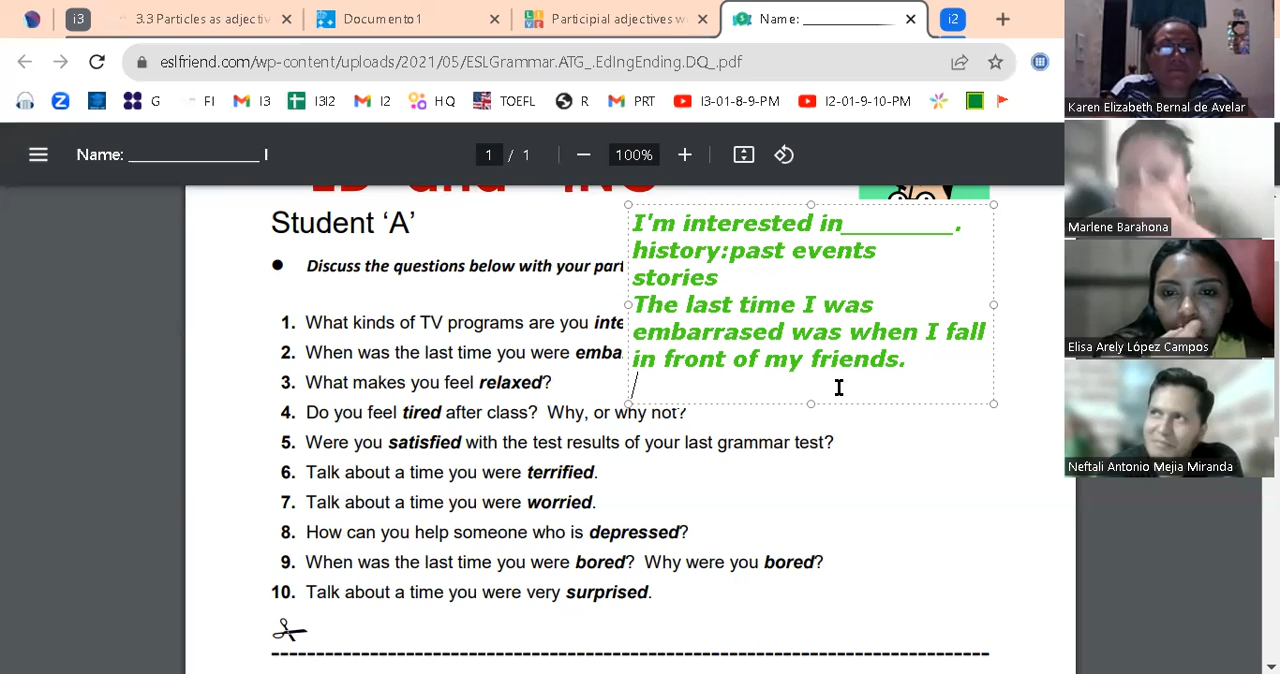 i3
3.3 Particles as adjecti
Documento1
Participial adjectives w
Name: ___________
i2
eslfriend.com/wp-content/uploads/2021/05/ESLGrammar.ATG_.EdIngEnding.DQ_.pdf
G
FI
I3
I3I2
I2
HQ
TOEFL
R
PRT
I3-01-8-9-PM
I2-01-9-10-PM
Name: ________________ I
1 / 1
100%
Student ‘A’
Discuss the questions below with your part
1. What kinds of TV programs are you inte
2. When was the last time you were emba
3. What makes you feel relaxed?
4. Do you feel tired after class? Why, or why not?
5. Were you satisfied with the test results of your last grammar test?
6. Talk about a time you were terrified.
7. Talk about a time you were worried.
8. How can you help someone who is depressed?
9. When was the last time you were bored? Why were you bored?
10. Talk about a time you were very surprised.
I'm interested in_________.
history:past events
stories
The last time I was
embarrased was when I fall
in front of my friends.
Karen Elizabeth Bernal de Avelar
Marlene Barahona
Elisa Arely López Campos
Neftali Antonio Mejia Miranda